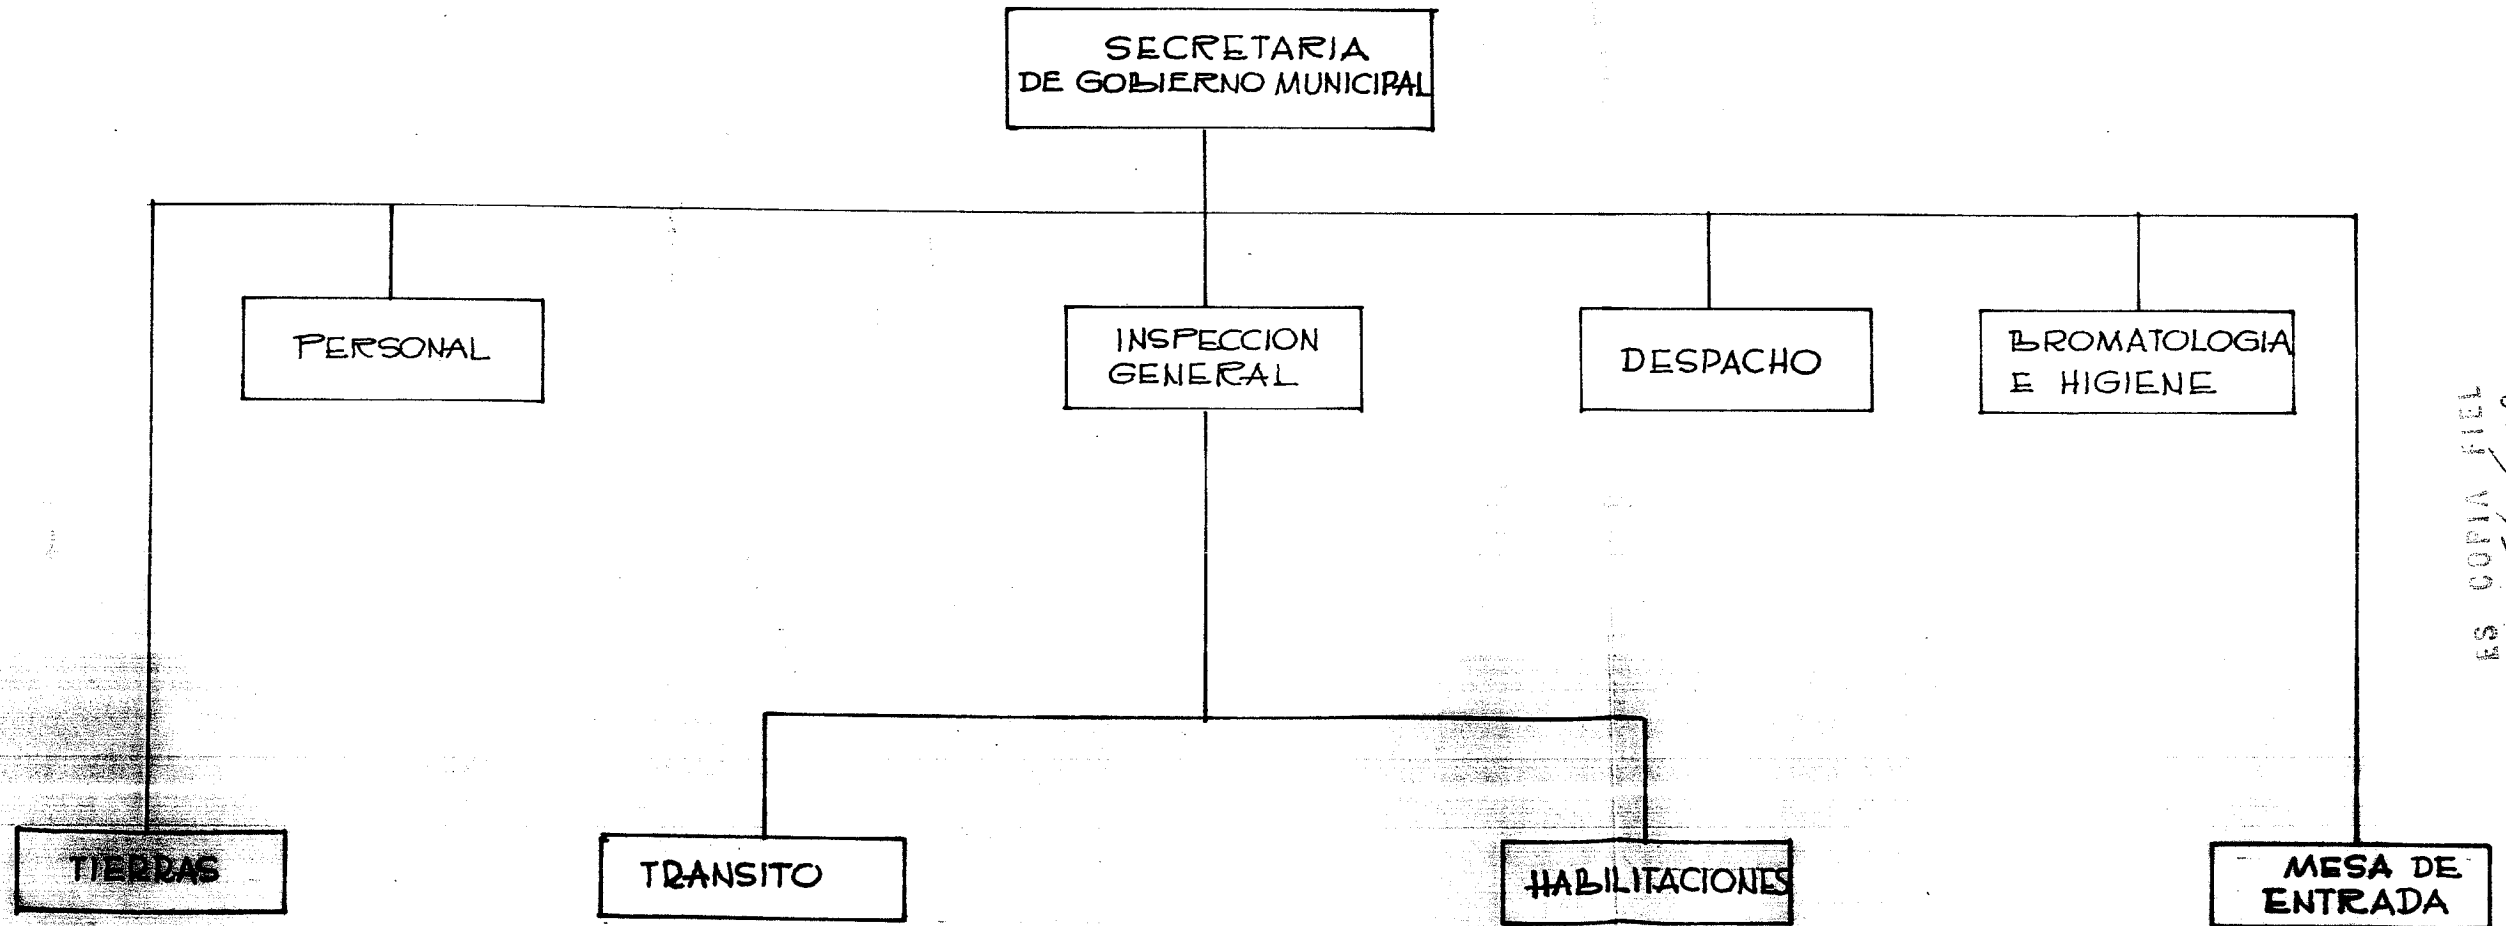 SECRETARIA
DE GOBIERNO MUNICIPAL
PERSONAL
INSPECCION
GENERAL
DESPACHO
BROMATOLOGIA
E HIGIENE
ES COPIA FIEL
TIERRAS
TRANSITO
HABILITACIONES
MESA DE
ENTRADA